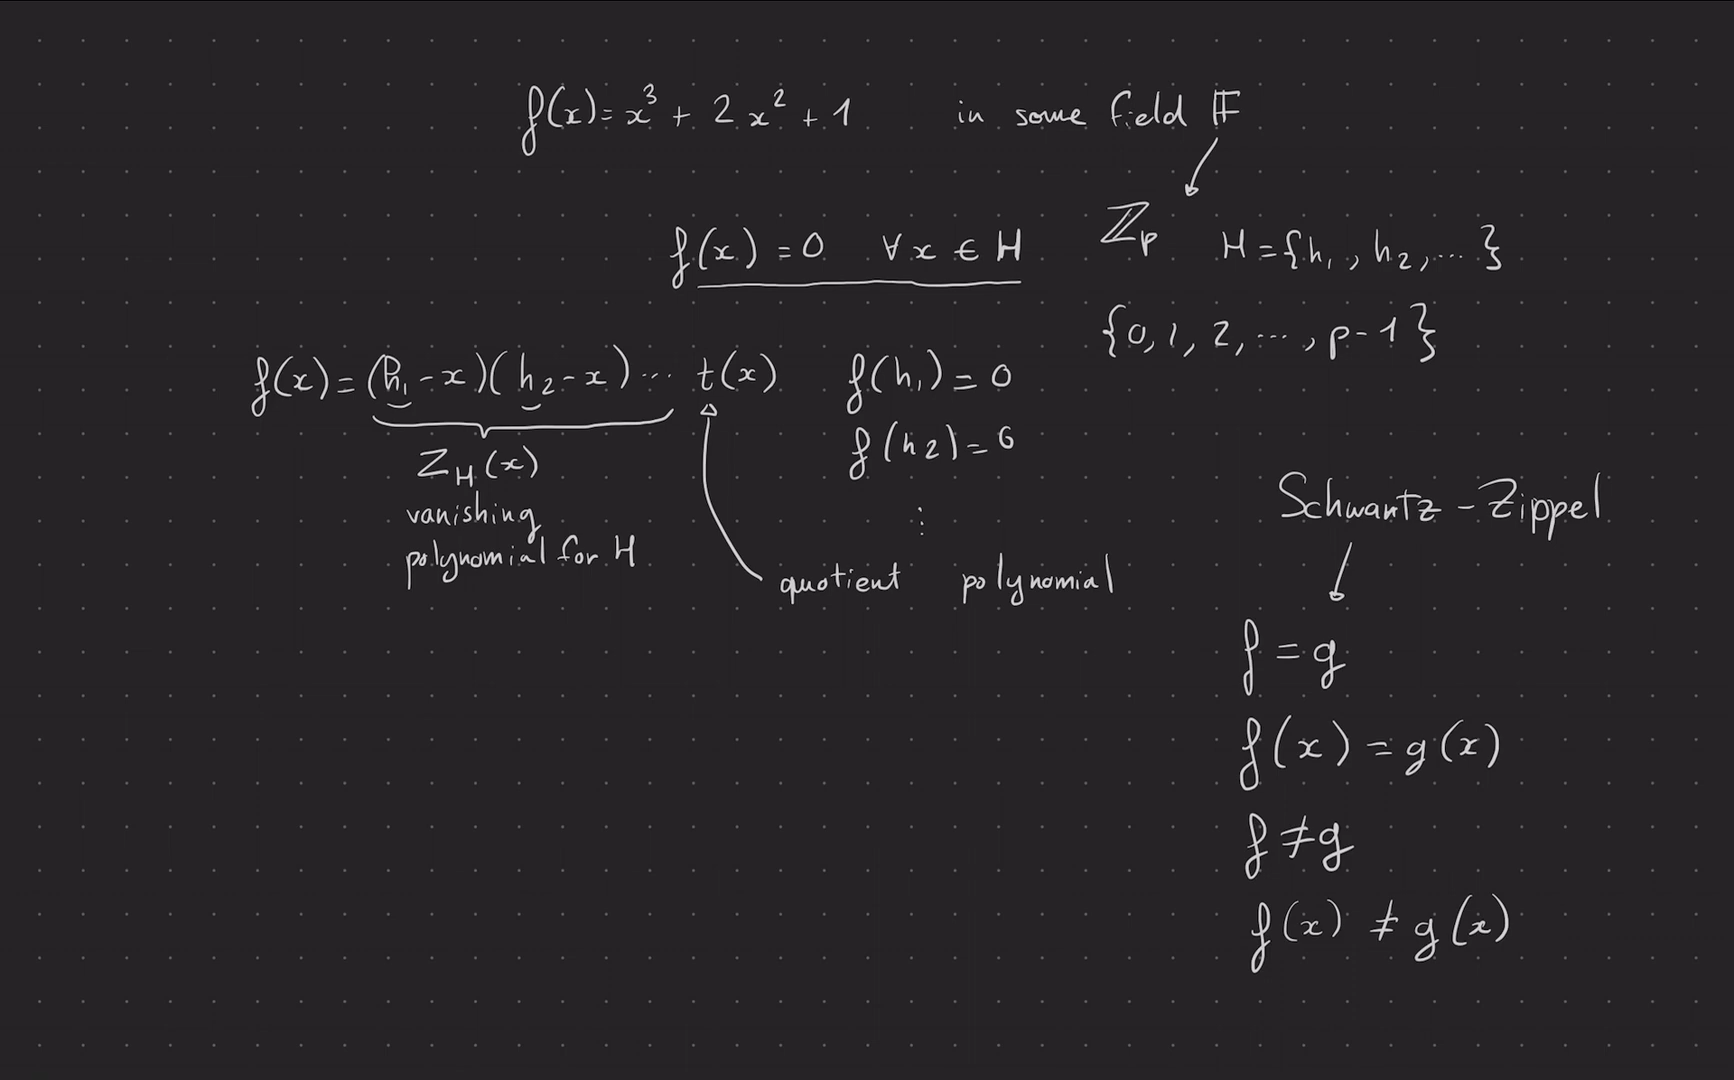 f(x) = x³ + 2x² + 1 in some field 𝔽
f(x) = 0 ∀x ∈ H
ℤp H = {h₁, h₂, ... }
{0, 1, 2, ..., p-1}
f(x) = (h₁ - x)(h₂ - x) ... t(x)
f(h₁) = 0
f(h2) = 0
⋮
Z_H(x)
vanishing
polynomial for H
quotient polynomial
Schwartz - Zippel
f = g
f(x) = g(x)
f ≠ g
f(x) ≠ g(x)